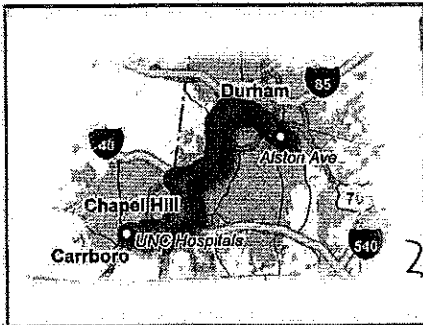 85
Durham
40
Alston Ave
70
Chapel Hill
UNC Hospitals
Carrboro
540
2